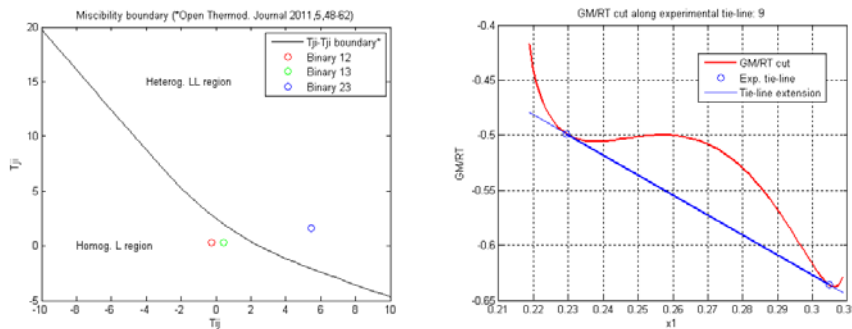 Miscibility boundary (*Open Thermod. Journal 2011,5,48-62)
20
15
10
5
0
-5
Tji
-10 -8 -6 -4 -2 0 2 4 6 8 10
Tij
Tji-Tji boundary*
Binary 12
Binary 13
Binary 23
Heterog. LL region
Homog. L region
GM/RT cut along experimental tie-line: 9
-0.4
-0.45
-0.5
-0.55
-0.6
-0.65
GM/RT
0.21 0.22 0.23 0.24 0.25 0.26 0.27 0.28 0.29 0.3 0.3
x1
GM/RT cut
Exp. tie-line
Tie-line extension